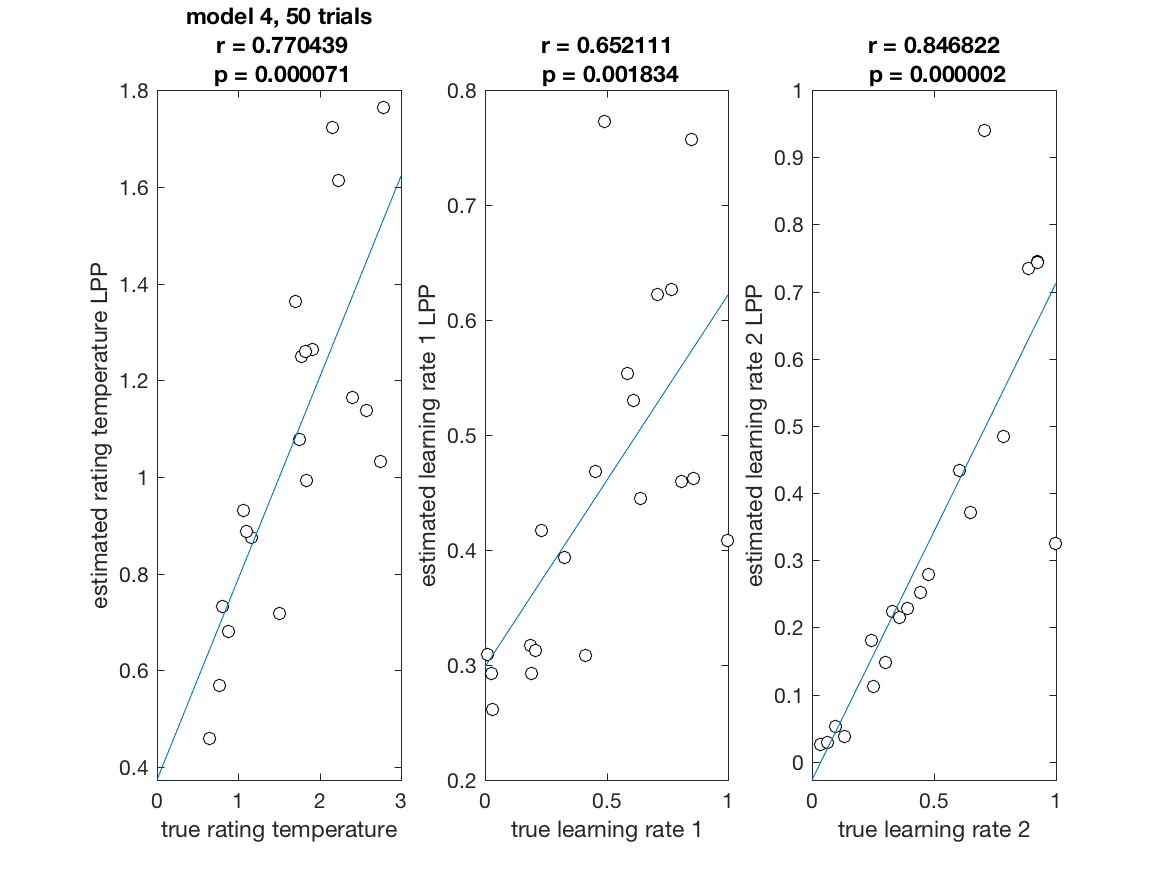 model 4, 50 trials
r = 0.770439
p = 0.000071
1.8
1.6
1.4
1.2
1
0.8
0.6
0.4
0
1
2
3
estimated rating temperature LPP
true rating temperature
r = 0.652111
p = 0.001834
0.8
0.7
0.6
0.5
0.4
0.3
0.2
0
0.5
1
estimated learning rate 1 LPP
true learning rate 1
r = 0.846822
p = 0.000002
1
0.9
0.8
0.7
0.6
0.5
0.4
0.3
0.2
0.1
0
0
0.5
1
estimated learning rate 2 LPP
true learning rate 2